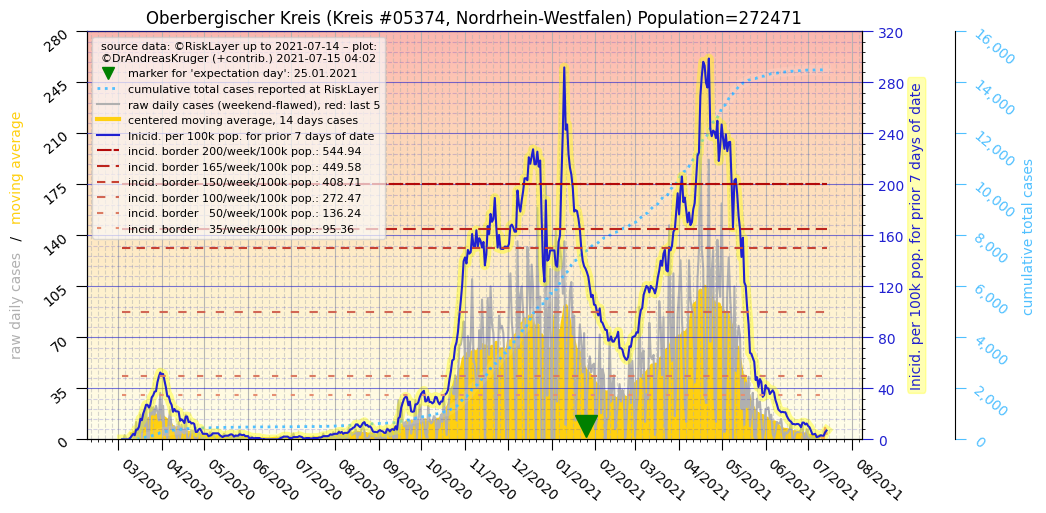 Oberbergischer Kreis (Kreis #05374, Nordrhein-Westfalen) Population=272471
source data: ©RiskLayer up to 2021-07-14 – plot:
©DrAndreasKruger (+contrib.) 2021-07-15 04:02
marker for 'expectation day': 25.01.2021
cumulative total cases reported at RiskLayer
raw daily cases (weekend-flawed), red: last 5
centered moving average, 14 days cases
Inicid. per 100k pop. for prior 7 days of date
incid. border 200/week/100k pop.: 544.94
incid. border 165/week/100k pop.: 449.58
incid. border 150/week/100k pop.: 408.71
incid. border 100/week/100k pop.: 272.47
incid. border   50/week/100k pop.: 136.24
incid. border   35/week/100k pop.: 95.36
raw daily cases / moving average
280
245
210
175
140
105
70
35
0
320
280
240
200
160
120
80
40
0
Inicid. per 100k pop. for prior 7 days of date
16,000
14,000
12,000
10,000
8,000
6,000
4,000
2,000
0
cumulative total cases
03/2020
04/2020
05/2020
06/2020
07/2020
08/2020
09/2020
10/2020
11/2020
12/2020
01/2021
02/2021
03/2021
04/2021
05/2021
06/2021
07/2021
08/2021